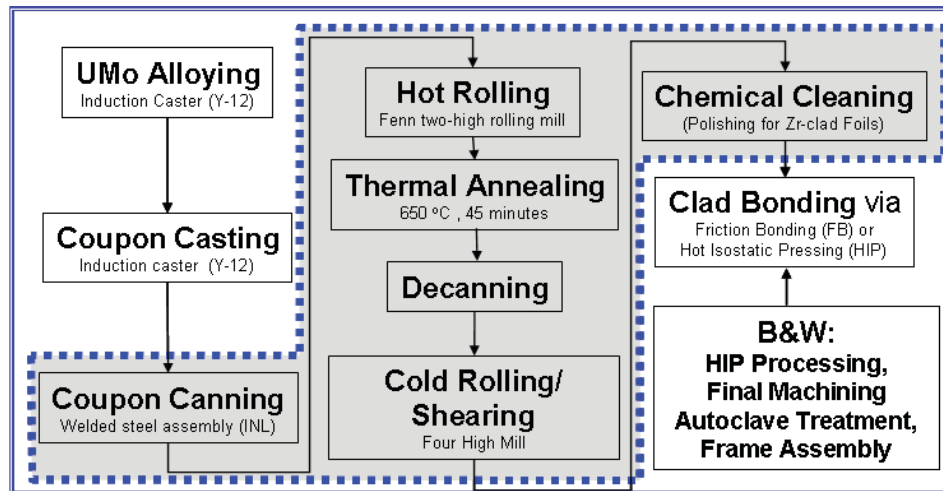 UMo Alloying
Induction Caster (Y-12)
Coupon Casting
Induction caster (Y-12)
Coupon Canning
Welded steel assembly (INL)
Hot Rolling
Fenn two-high rolling mill
Thermal Annealing
650 ºC , 45 minutes
Decanning
Cold Rolling/
Shearing
Four High Mill
Chemical Cleaning
(Polishing for Zr-clad Foils)
Clad Bonding via
Friction Bonding (FB) or
Hot Isostatic Pressing (HIP)
B&W:
HIP Processing,
Final Machining
Autoclave Treatment,
Frame Assembly